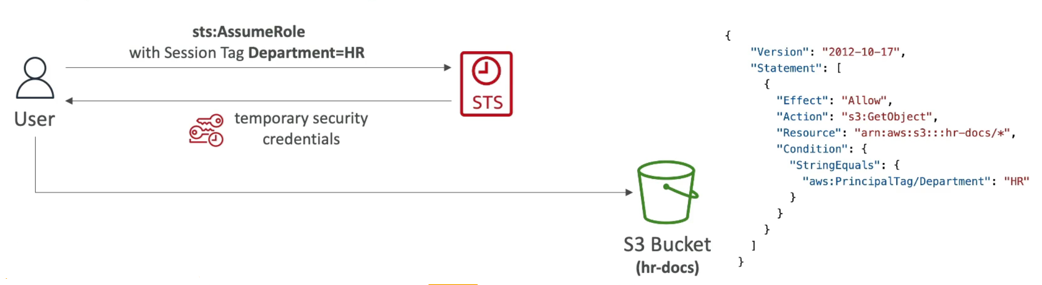 sts:AssumeRole
with Session Tag Department=HR
User
STS
temporary security
credentials
S3 Bucket
(hr-docs)
{
"Version": "2012-10-17",
"Statement": [
{
"Effect": "Allow",
"Action": "s3:GetObject",
"Resource": "arn:aws:s3:::hr-docs/*",
"Condition": {
"StringEquals": {
"aws:PrincipalTag/Department": "HR"
}
}
}
]
}